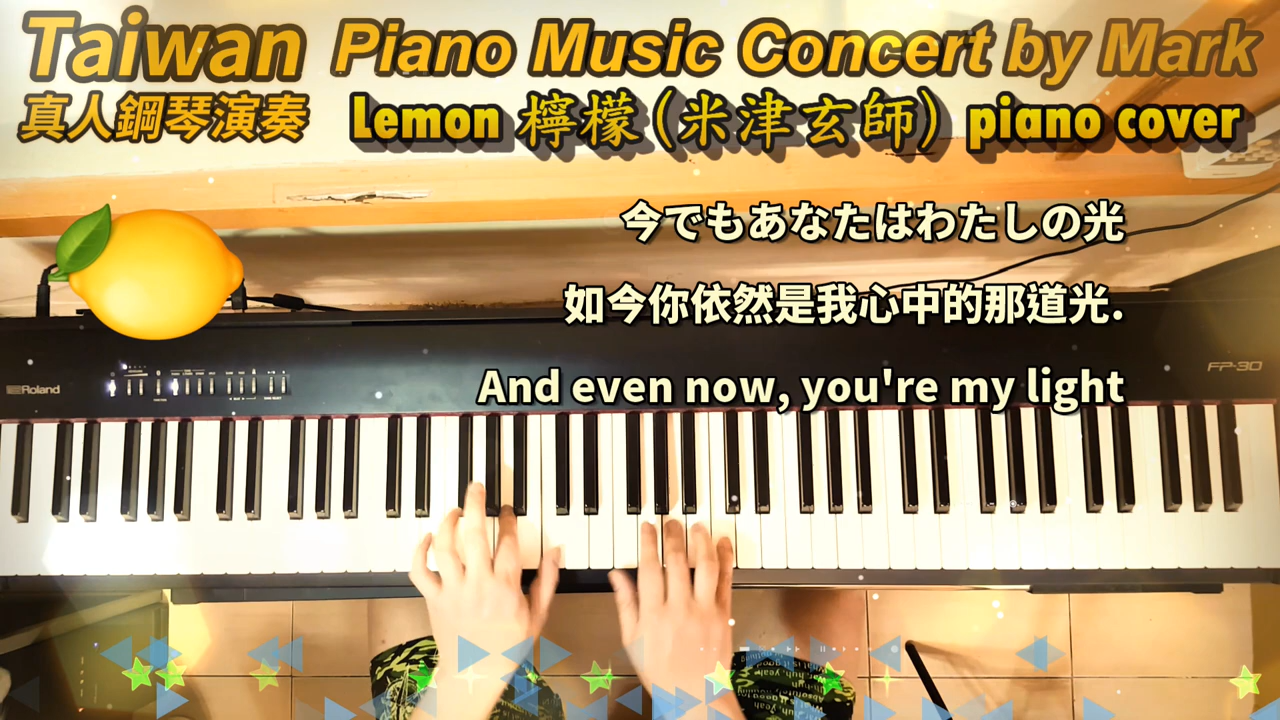 Taiwan Piano Music Concert by Mark
真人鋼琴演奏 Lemon 檸檬(米津玄師) piano cover
今でもあなたはわたしの光
如今你依然是我心中的那道光.
And even now, you're my light
Roland
FP-30